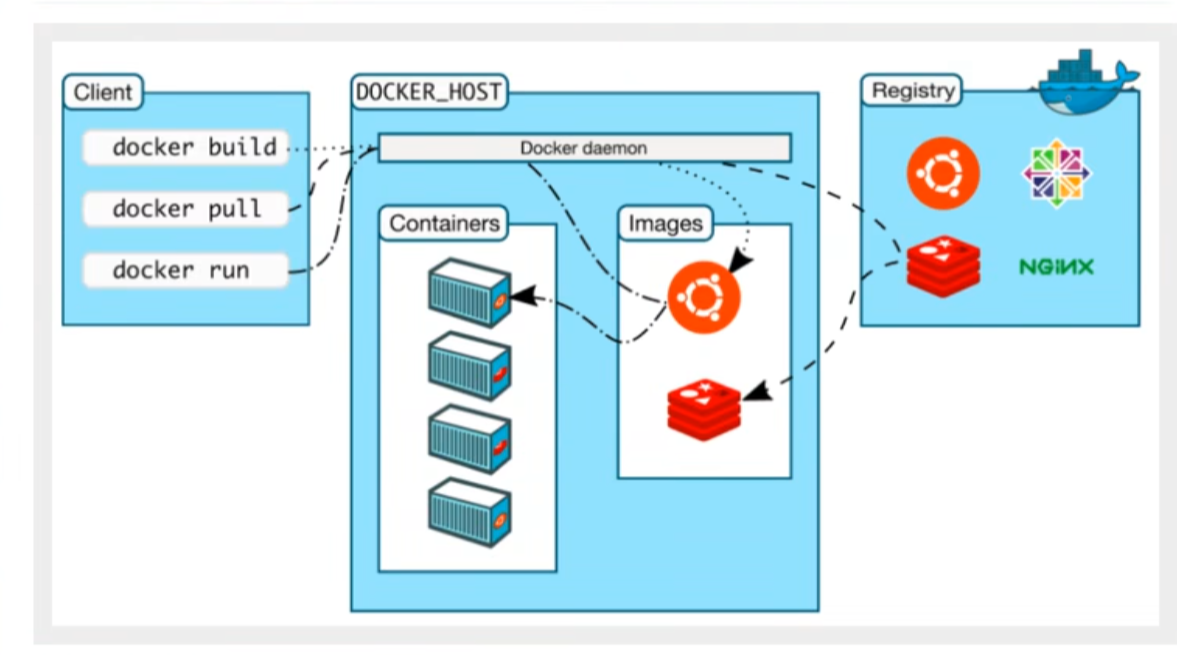 Client
docker build
docker pull
docker run
DOCKER_HOST
Docker daemon
Containers
Images
Registry
NGiNX